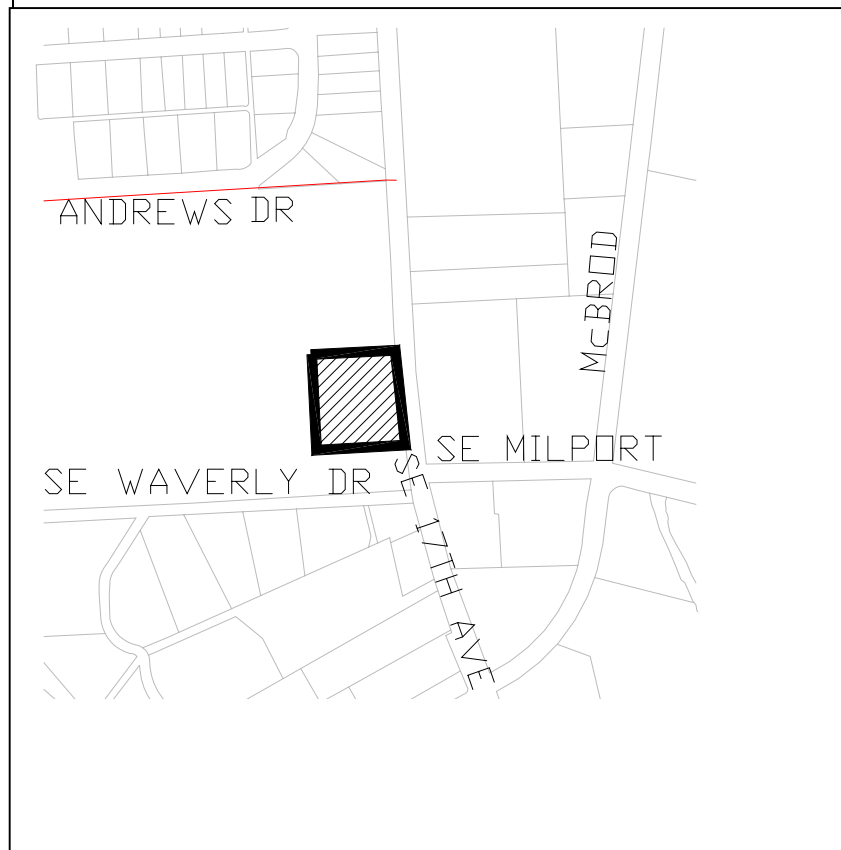 ANDREWS DR
McBROD
SE MILPORT
SE WAVERLY DR
SE 17TH AVE